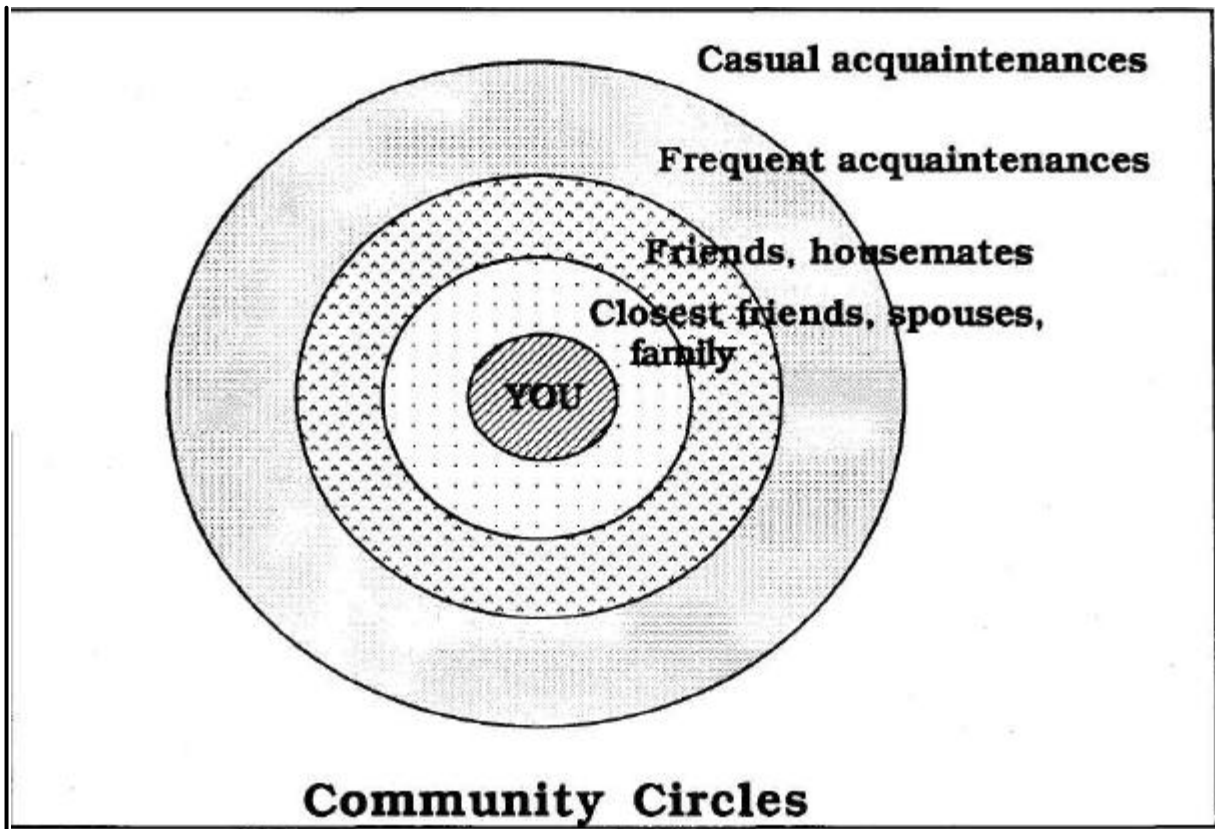 Casual acquaintenances
Frequent acquaintenances
Friends, housemates
Closest friends, spouses,
family
YOU
Community Circles